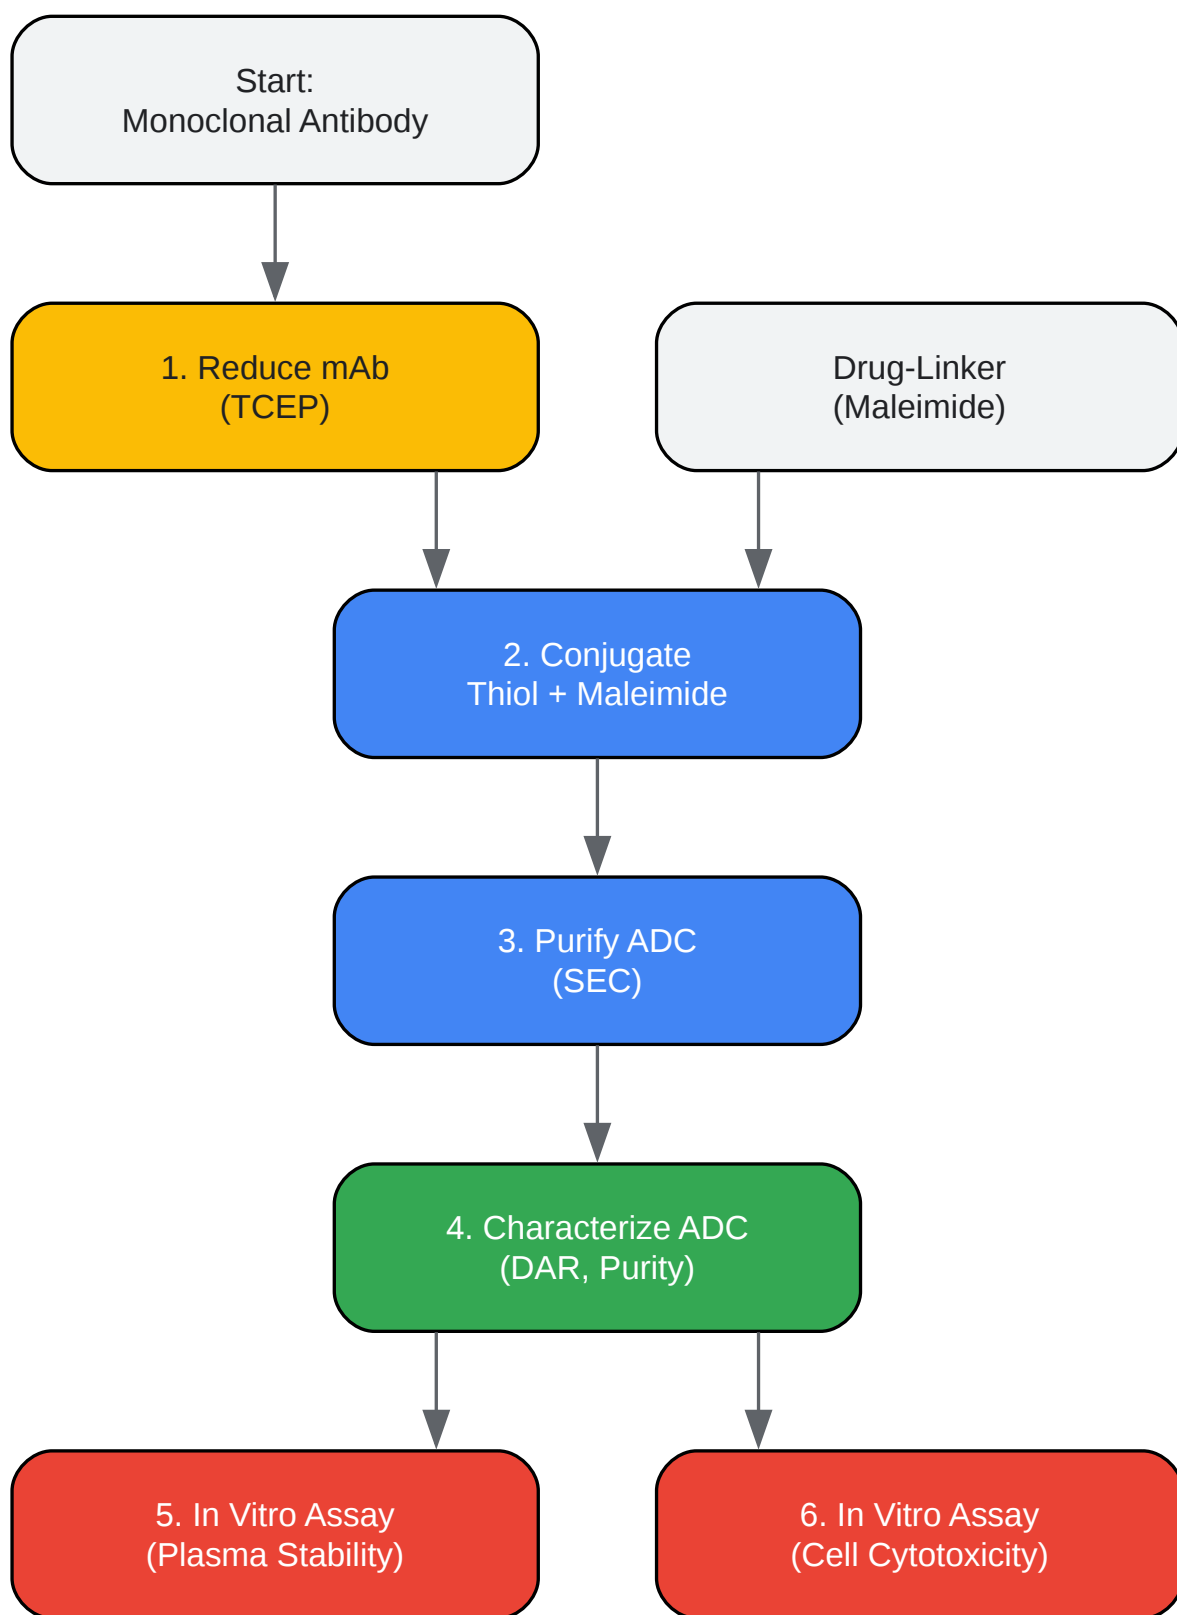 Start:
Monoclonal Antibody
1. Reduce mAb
(TCEP)
Drug-Linker
(Maleimide)
2. Conjugate
Thiol + Maleimide
3. Purify ADC
(SEC)
4. Characterize ADC
(DAR, Purity)
5. In Vitro Assay
(Plasma Stability)
6. In Vitro Assay
(Cell Cytotoxicity)